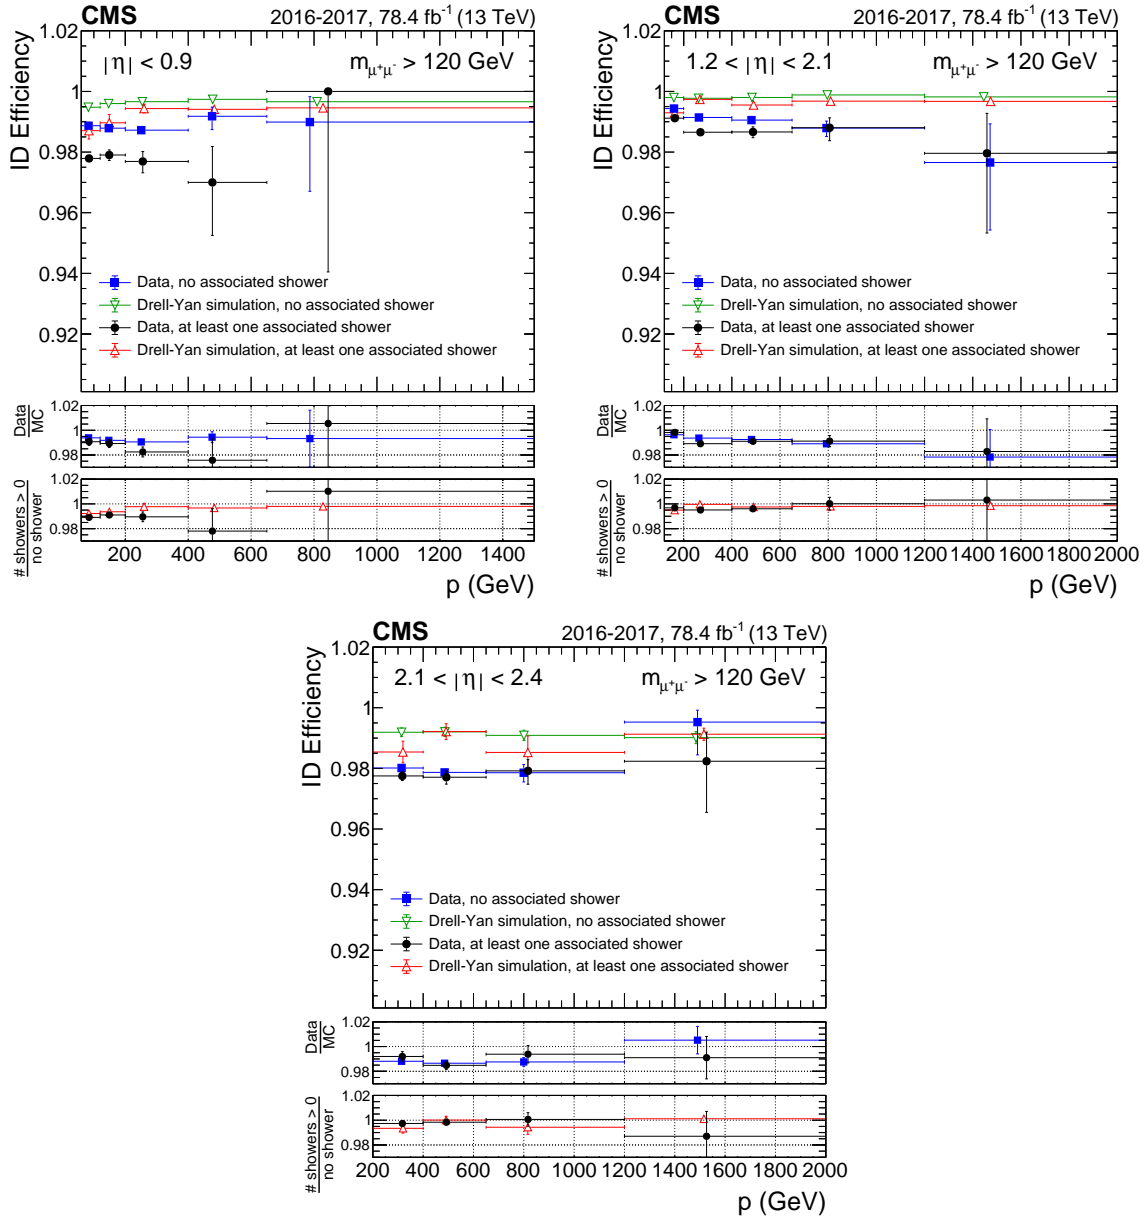 CMS 2016-2017, 78.4 fb⁻¹ (13 TeV)
|η| < 0.9 m_μ⁺μ⁻ > 120 GeV
ID Efficiency
1.02
1
0.98
0.96
0.94
0.92
Data, no associated shower
Drell-Yan simulation, no associated shower
Data, at least one associated shower
Drell-Yan simulation, at least one associated shower
Data
MC
1.02
1
0.98
# showers > 0
no shower
1.02
1
0.98
200 400 600 800 1000 1200 1400
p (GeV)
CMS 2016-2017, 78.4 fb⁻¹ (13 TeV)
1.2 < |η| < 2.1 m_μ⁺μ⁻ > 120 GeV
ID Efficiency
1.02
1
0.98
0.96
0.94
0.92
Data, no associated shower
Drell-Yan simulation, no associated shower
Data, at least one associated shower
Drell-Yan simulation, at least one associated shower
Data
MC
1.02
1
0.98
# showers > 0
no shower
1.02
1
0.98
200 400 600 800 1000 1200 1400 1600 1800 2000
p (GeV)
CMS 2016-2017, 78.4 fb⁻¹ (13 TeV)
2.1 < |η| < 2.4 m_μ⁺μ⁻ > 120 GeV
ID Efficiency
1.02
1
0.98
0.96
0.94
0.92
Data, no associated shower
Drell-Yan simulation, no associated shower
Data, at least one associated shower
Drell-Yan simulation, at least one associated shower
Data
MC
1.02
1
0.98
# showers > 0
no shower
1.02
1
0.98
200 400 600 800 1000 1200 1400 1600 1800 2000
p (GeV)